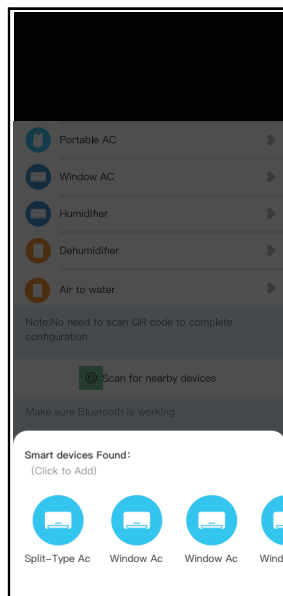 Portable AC
Window AC
Humidifier
Dehumidifier
Air to water
Note:No need to scan QR code to complete
configuration
Scan for nearby devices
Make sure Bluetooth is working.
Smart devices Found:
(Click to Add)
Split-Type Ac Window Ac Window Ac Wind